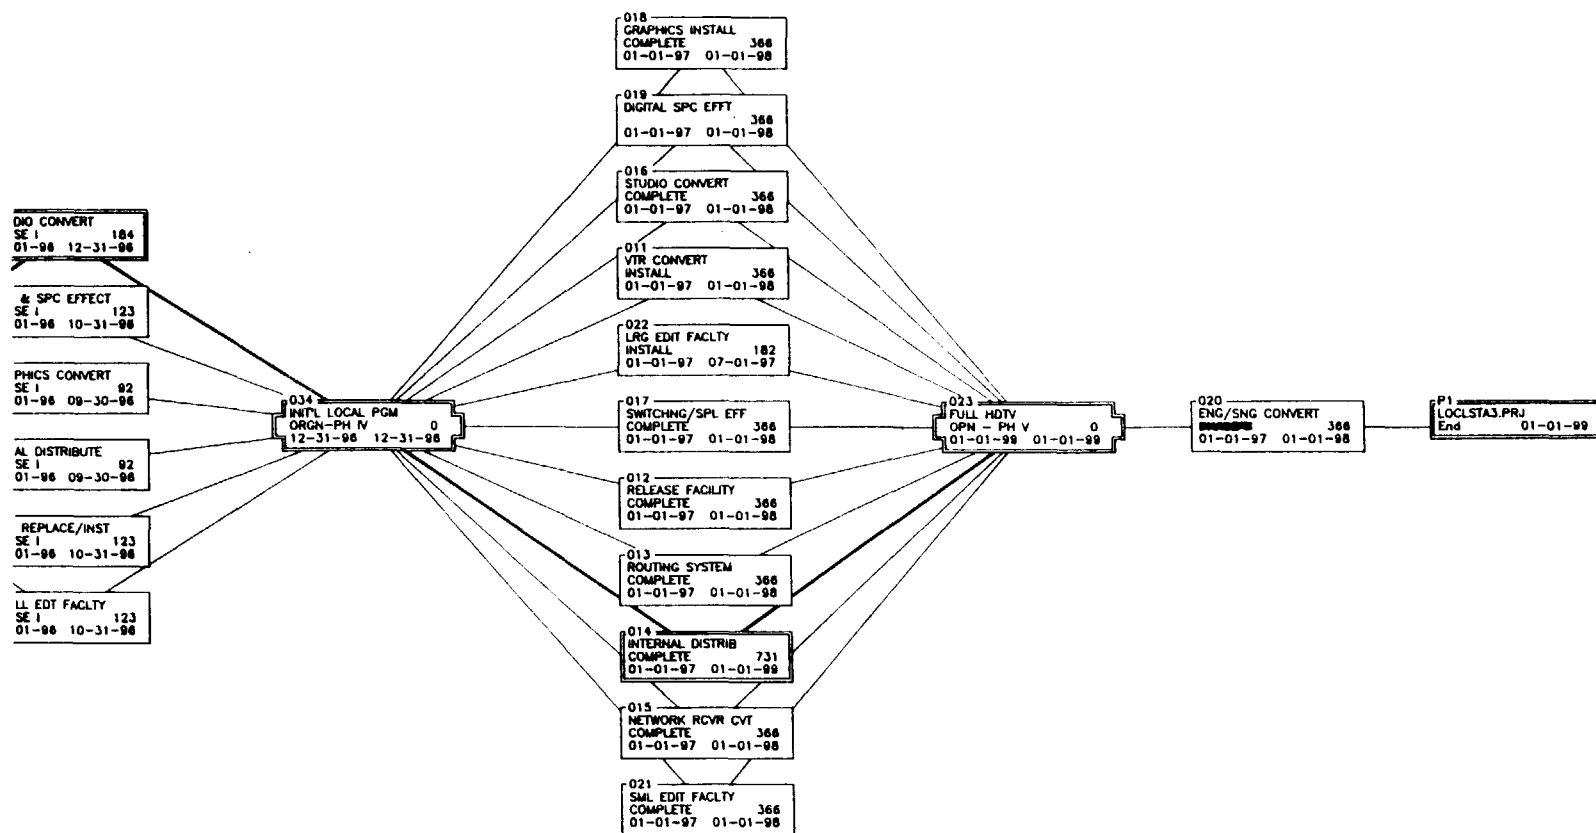 DIO CONVERT
SE I 184
01-96 12-31-96
& SPC EFFECT
SE I 123
01-96 10-31-96
PHICS CONVERT
SE I 92
01-96 09-30-96
AL DISTRIBUTE
SE I 92
01-96 09-30-96
REPLACE/INST
SE I 123
01-96 10-31-96
LL EDT FACLTY
SE I 123
01-96 10-31-96
034
INIT'L LOCAL PGM
ORGN-PH IV 0
12-31-96 12-31-96
018
GRAPHICS INSTALL
COMPLETE 366
01-01-97 01-01-98
019
DIGITAL SPC EFFT
366
01-01-97 01-01-98
016
STUDIO CONVERT
COMPLETE 366
01-01-97 01-01-98
011
VTR CONVERT
INSTALL 366
01-01-97 01-01-98
022
LRG EDIT FACLTY
INSTALL 182
01-01-97 07-01-97
017
SWITCHNG/SPL EFF
COMPLETE 366
01-01-97 01-01-98
012
RELEASE FACILITY
COMPLETE 366
01-01-97 01-01-98
013
ROUTING SYSTEM
COMPLETE 366
01-01-97 01-01-98
014
INTERNAL DISTRIB
COMPLETE 731
01-01-97 01-01-99
015
NETWORK RCVR CVT
COMPLETE 366
01-01-97 01-01-98
021
SML EDIT FACLTY
COMPLETE 366
01-01-97 01-01-98
023
FULL HDTV
OPN - PH V 0
01-01-99 01-01-99
020
ENG/SNG CONVERT
366
01-01-97 01-01-98
P1
LOCLSTA3.PRJ
End 01-01-99